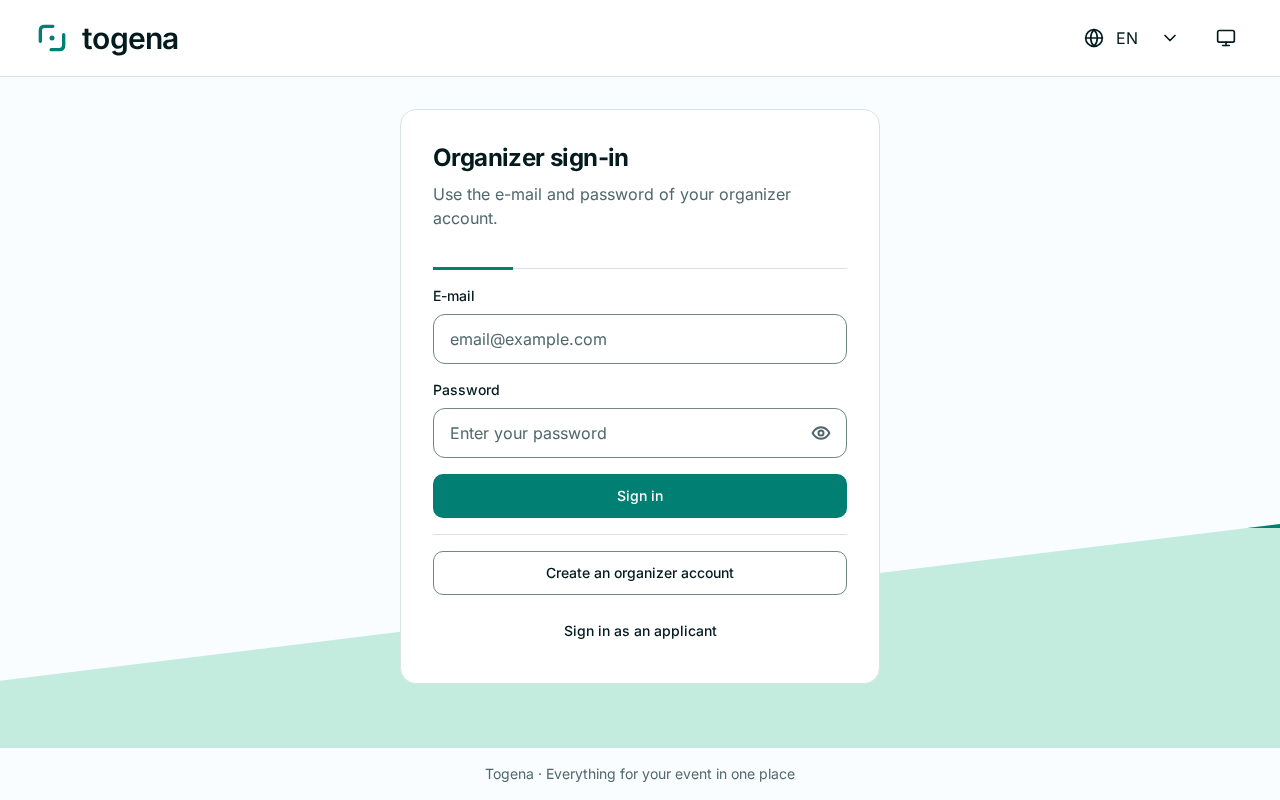 togena
EN
Organizer sign-in
Use the e-mail and password of your organizer
account.
E-mail
email@example.com
Password
Enter your password
Sign in
Create an organizer account
Sign in as an applicant
Togena · Everything for your event in one place